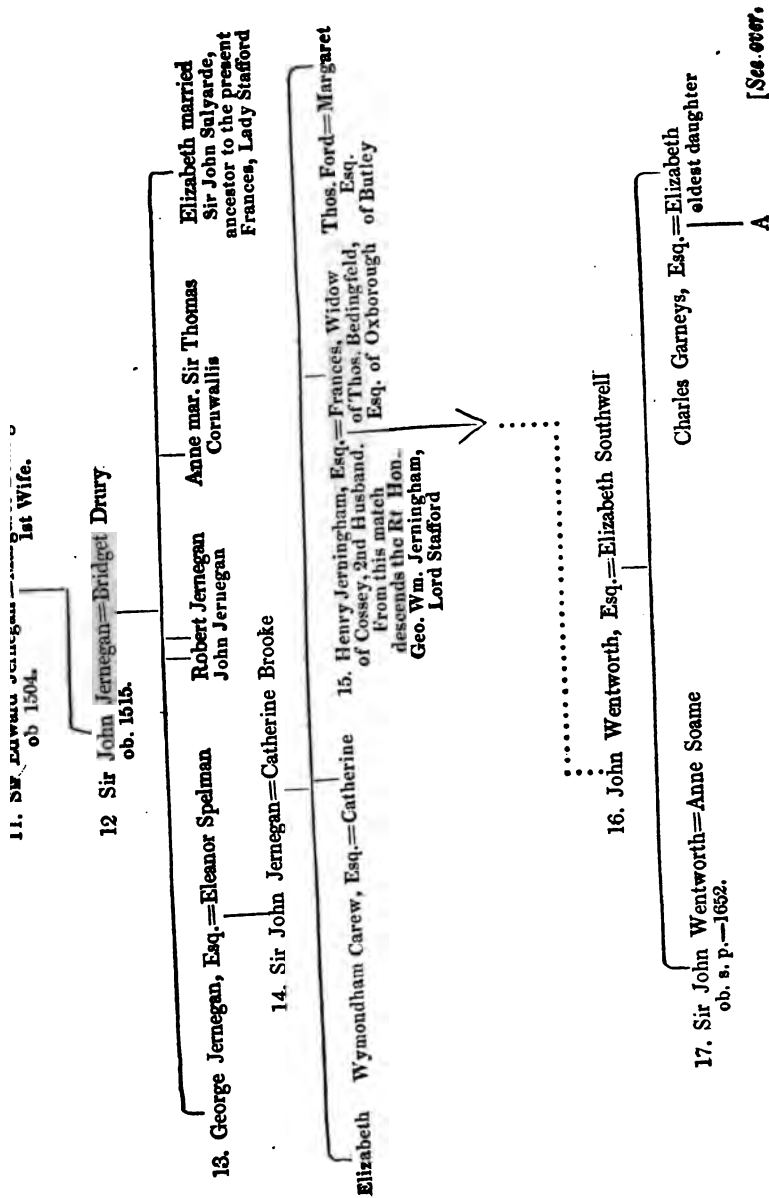 11. Sir Edward Jernegan=
ob 1504.
1st Wife.
12 Sir John Jernegan=Bridget Drury
ob. 1515.
13. George Jernegan, Esq.=Eleanor Spelman
Robert Jernegan
John Jernegan
Anne mar. Sir Thomas
Cornwallis
Elizabeth married
Sir John Sulyarde,
ancestor to the present
Frances, Lady Stafford
14. Sir John Jernegan=Catherine Brooke
Elizabeth
Wymondham Carew, Esq.=Catherine
15. Henry Jerningham, Esq.=Frances, Widow
of Cossey, 2nd Husband. of Thos. Bedingfeld,
From this match Esq. of Oxborough
descends the Rt Hon.
Geo. Wm. Jerningham,
Lord Stafford
Thos. Ford=Margaret
Esq.
of Butley
16. John Wentworth, Esq.=Elizabeth Southwell
17. Sir John Wentworth=Anne Soame
ob. s. p.—1652.
Charles Garneys, Esq.=Elizabeth
eldest daughter
A
[See over.